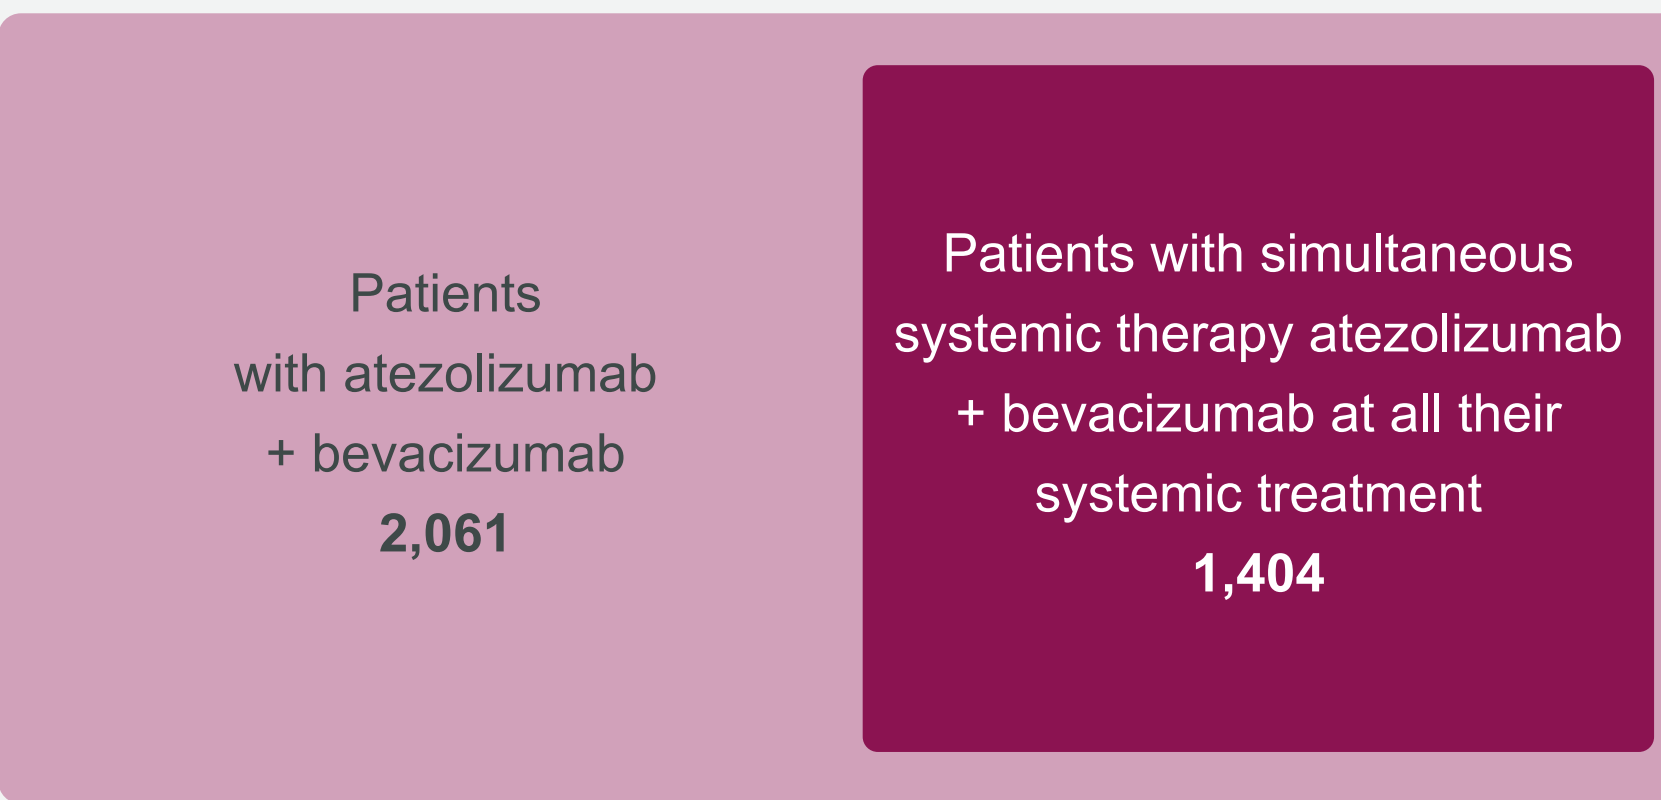 Patients
with atezolizumab
+ bevacizumab
2,061
Patients with simultaneous
systemic therapy atezolizumab
+ bevacizumab at all their
systemic treatment
1,404